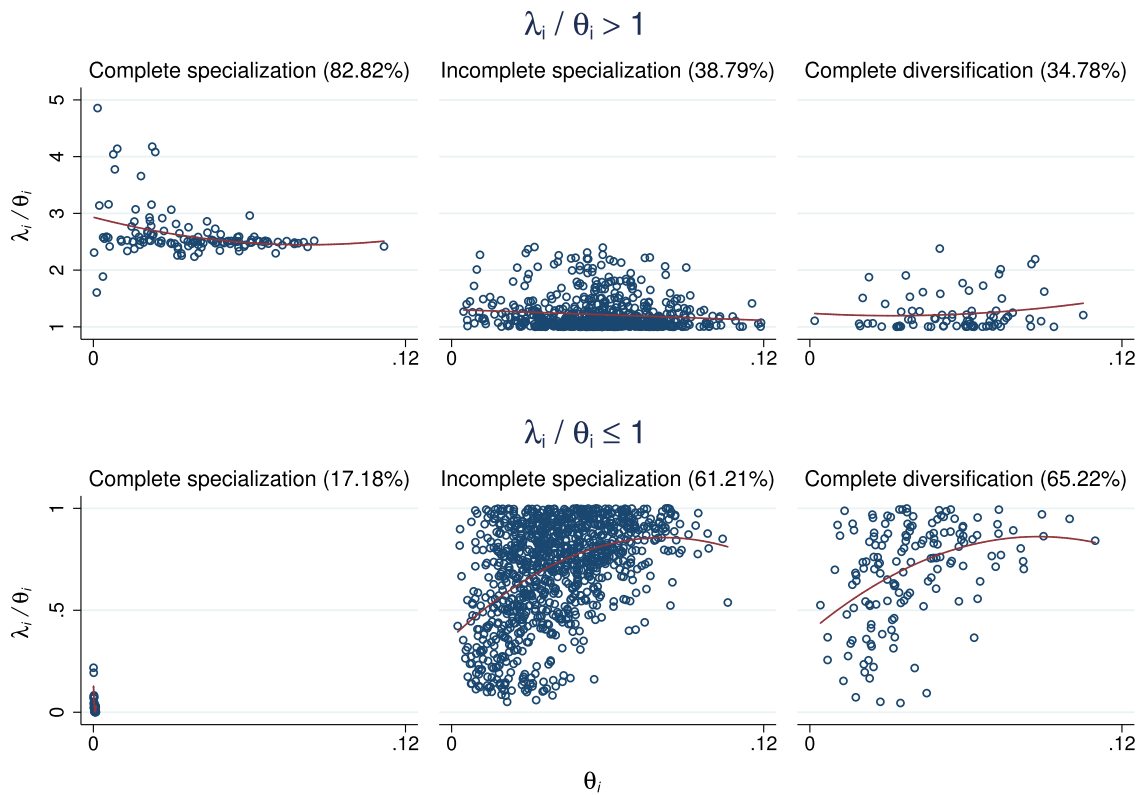 λi / θi > 1
Complete specialization (82.82%) Incomplete specialization (38.79%) Complete diversification (34.78%)
5
4
3
2
1
λi / θi
0 .12 0 .12 0 .12
λi / θi ≤ 1
Complete specialization (17.18%) Incomplete specialization (61.21%) Complete diversification (65.22%)
1
.5
0
λi / θi
0 .12 0 .12 0 .12
θi